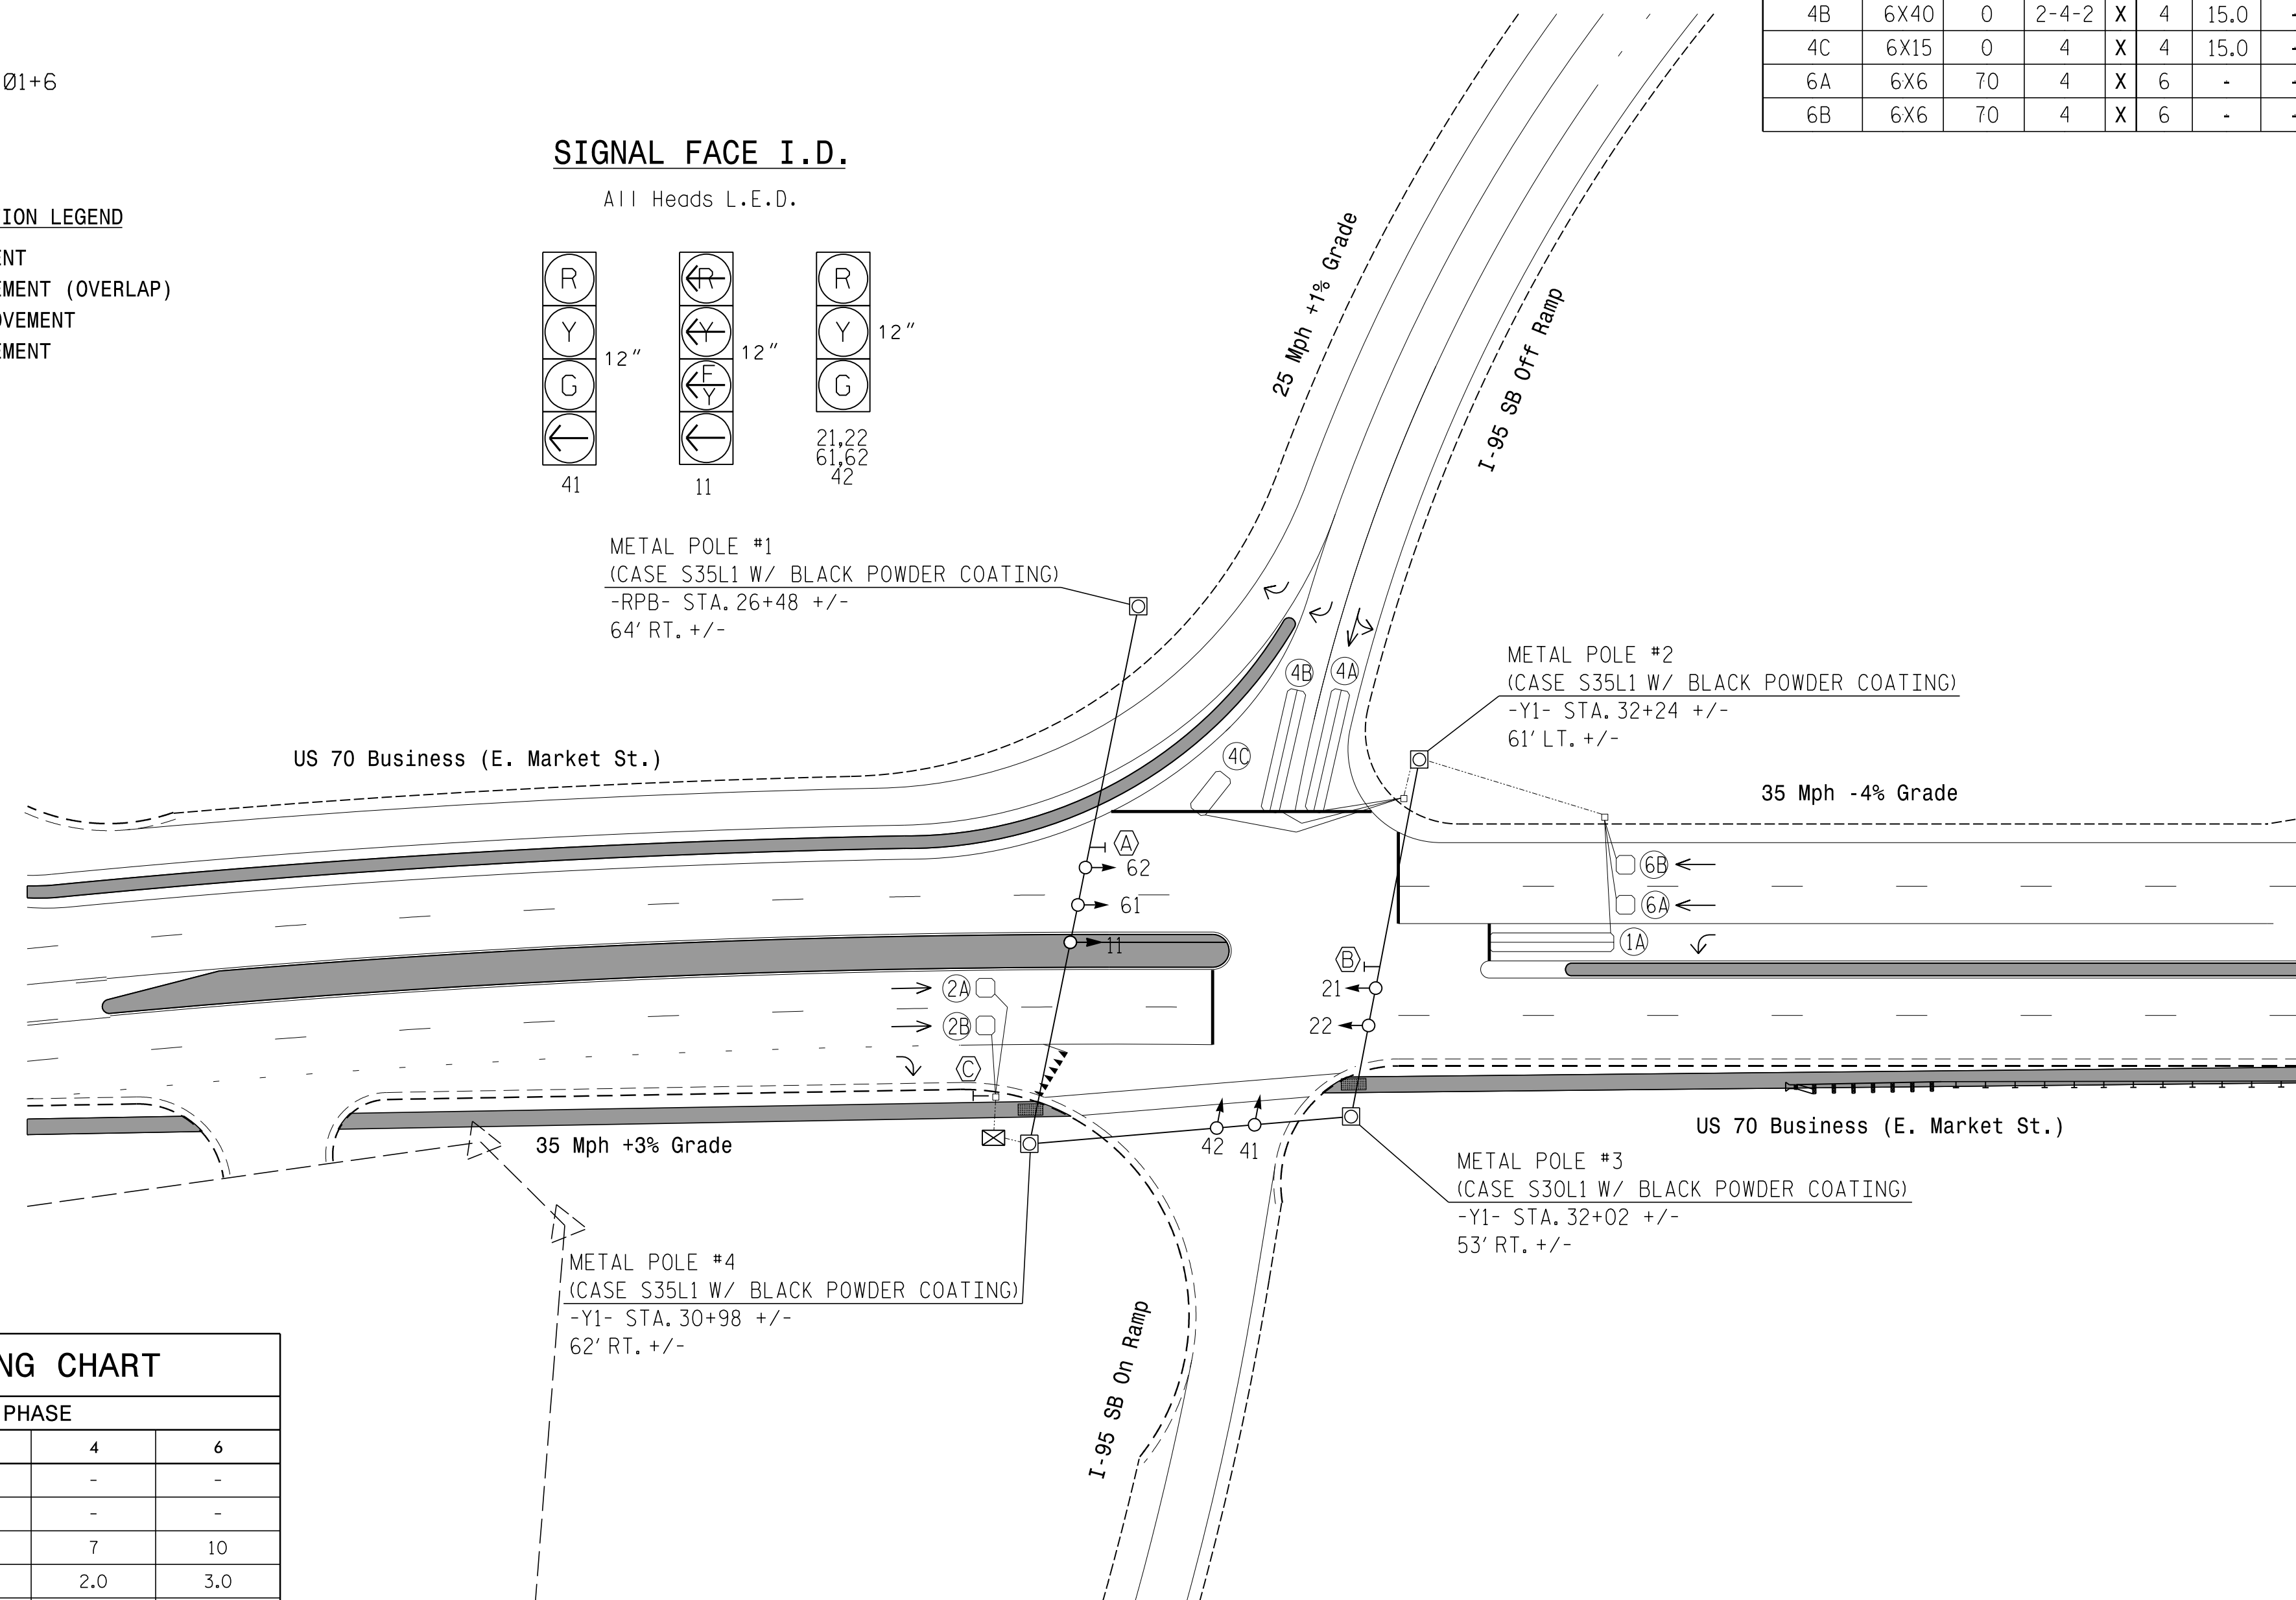 4B 6X40 0 2-4-2 X 4 15.0 -
4C 6X15 0 4 X 4 15.0 -
6A 6X6 70 4 X 6 - -
6B 6X6 70 4 X 6 - -
Ø1+6
ION LEGEND
ENT
EMENT (OVERLAP)
OVEMENT
EMENT
SIGNAL FACE I.D.
All Heads L.E.D.
R
Y
G
12"
41
R
Y
F
Y
12"
11
R
Y
G
12"
21,22
61,62
42
25 Mph +1% Grade
I-95 SB Off Ramp
METAL POLE #1
(CASE S35L1 W/ BLACK POWDER COATING)
-RPB- STA. 26+48 +/-
64' RT. +/-
METAL POLE #2
(CASE S35L1 W/ BLACK POWDER COATING)
-Y1- STA. 32+24 +/-
61' LT. +/-
4B
4A
4C
US 70 Business (E. Market St.)
35 Mph -4% Grade
A
62
61
11
6B
6A
1A
B
21
22
2A
2B
C
35 Mph +3% Grade
42
41
US 70 Business (E. Market St.)
METAL POLE #3
(CASE S30L1 W/ BLACK POWDER COATING)
-Y1- STA. 32+02 +/-
53' RT. +/-
METAL POLE #4
(CASE S35L1 W/ BLACK POWDER COATING)
-Y1- STA. 30+98 +/-
62' RT. +/-
I-95 SB On Ramp
NG CHART
PHASE
4 6
- -
- -
7 10
2.0 3.0